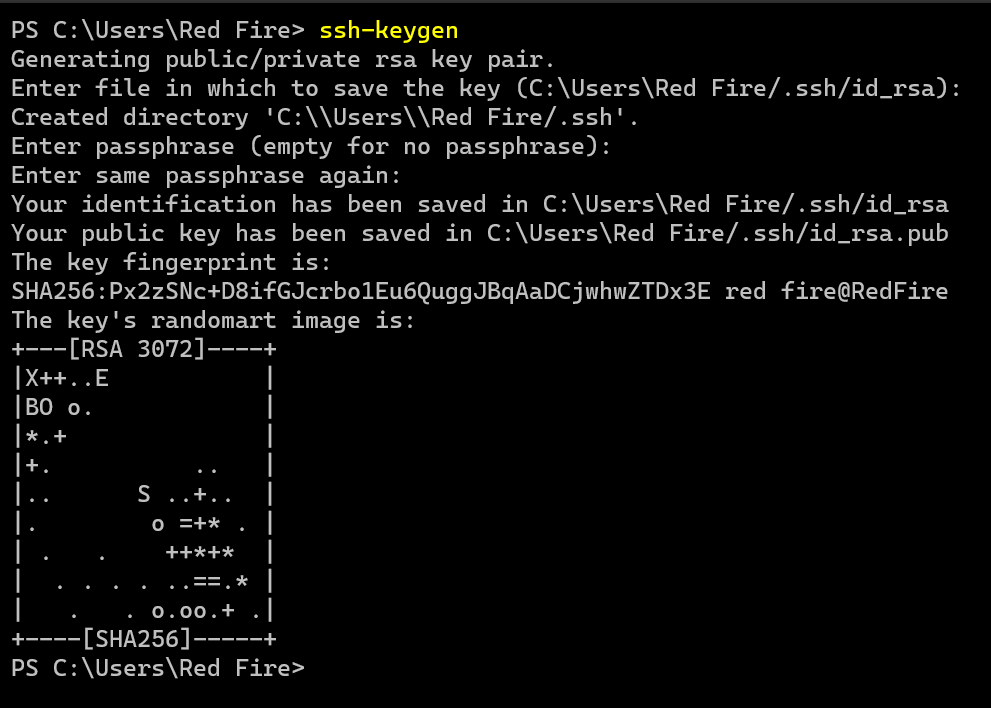 PS C:\Users\Red Fire> ssh-keygen
Generating public/private rsa key pair.
Enter file in which to save the key (C:\Users\Red Fire/.ssh/id_rsa):
Created directory 'C:\\Users\\Red Fire/.ssh'.
Enter passphrase (empty for no passphrase):
Enter same passphrase again:
Your identification has been saved in C:\Users\Red Fire/.ssh/id_rsa
Your public key has been saved in C:\Users\Red Fire/.ssh/id_rsa.pub
The key fingerprint is:
SHA256:Px2zSNc+D8ifGJcrbo1Eu6QuggJBqAaDCjwhwZTDx3E red fire@RedFire
The key's randomart image is:
+---[RSA 3072]----+
|X++..E           |
|BO o.            |
|*.+              |
|+.          ..   |
|..      S ..+..  |
|.        o =+* . |
| .   .    ++*+*  |
|  . . . . ..==.* |
|   .   . o.oo.+ .|
+----[SHA256]-----+
PS C:\Users\Red Fire>